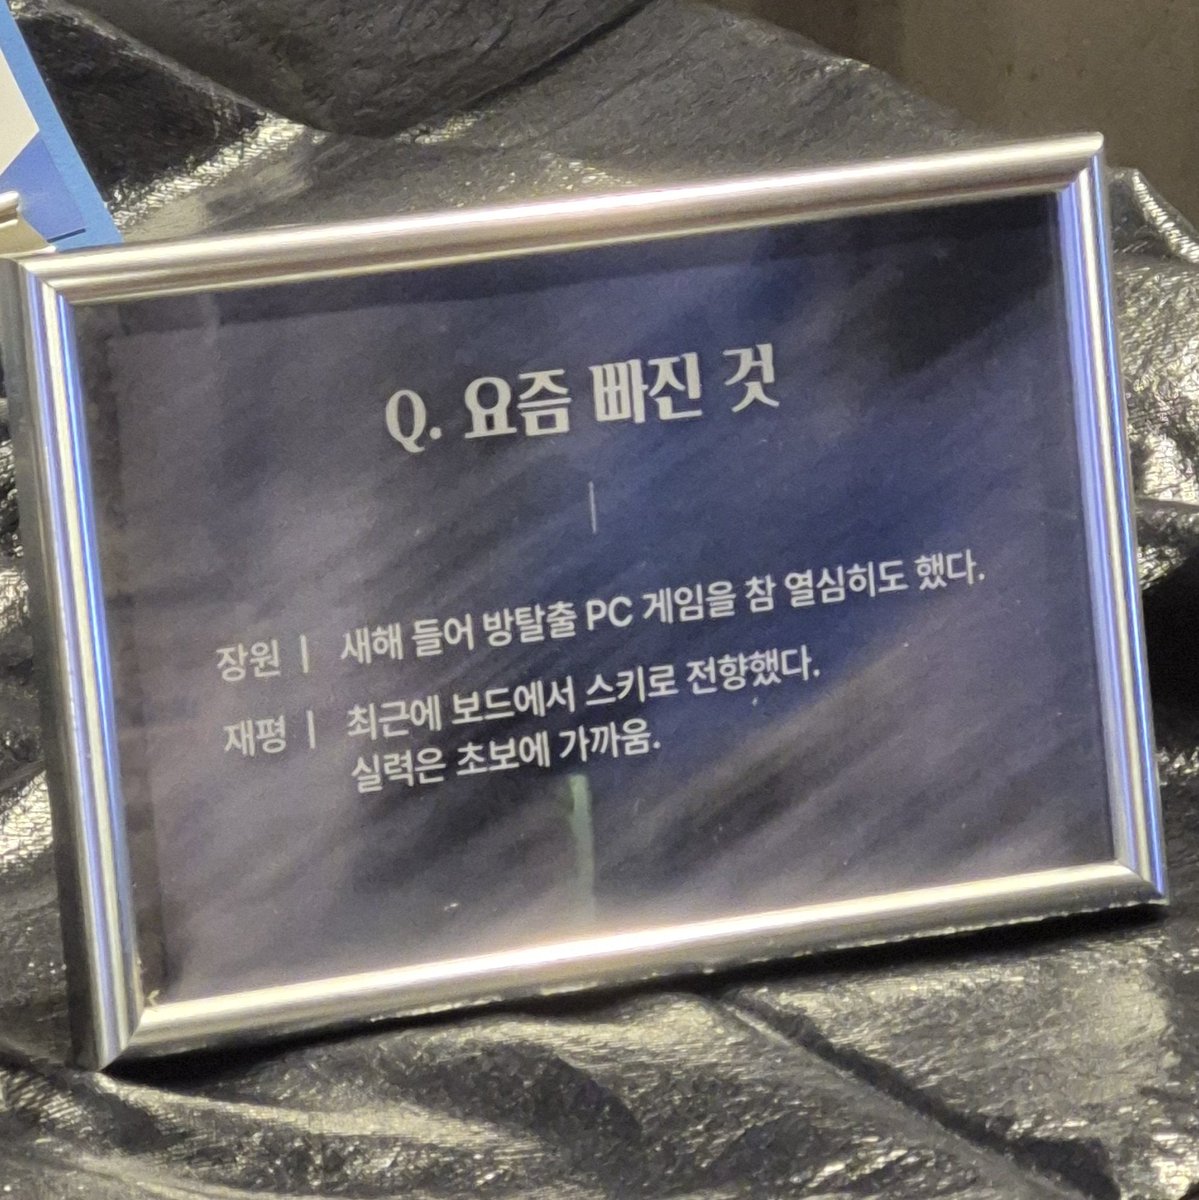 Q. 요즘 빠진 것
장원 | 새해 들어 방탈출 PC 게임을 참 열심히도 했다.
재평 | 최근에 보드에서 스키로 전향했다.
실력은 초보에 가까움.